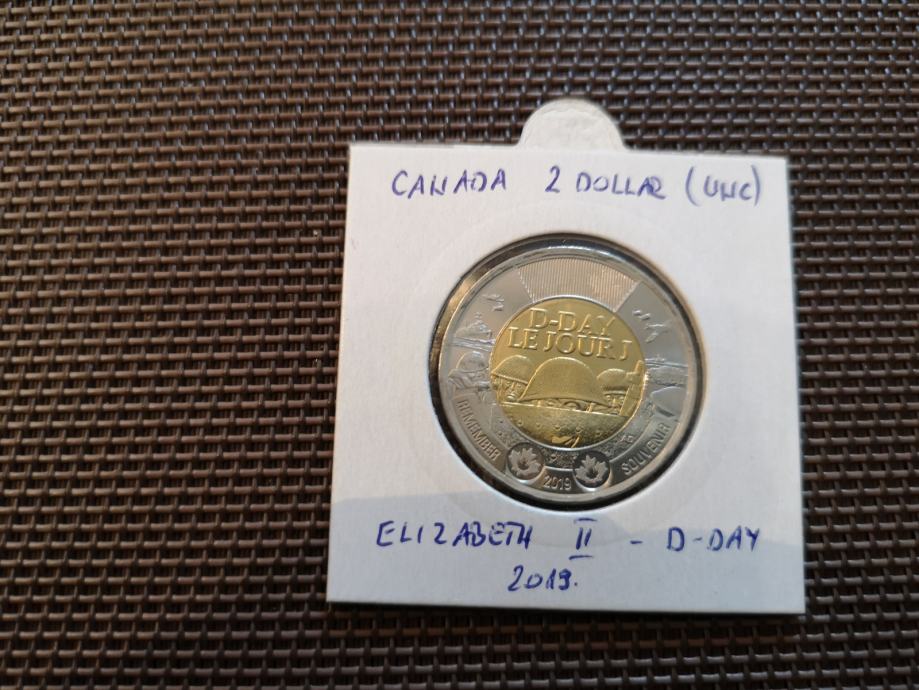 CANADA 2 DOLLAR (UNC)
D-DAY
LE JOUR J
REMEMBER
SOUVENIR
2019
ELIZABETH II - D-DAY
2019.